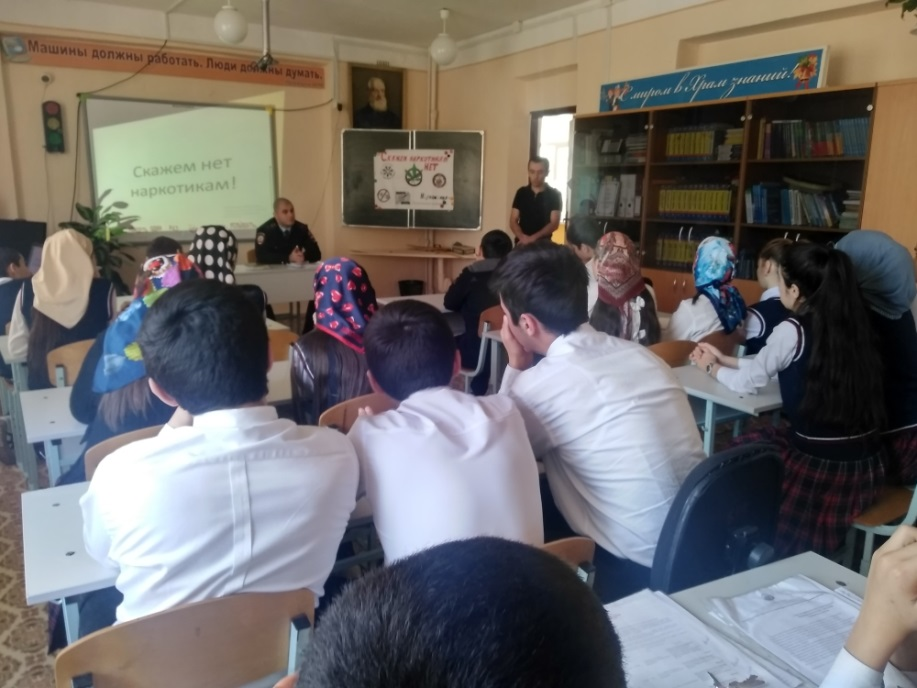 Машины должны работать. Люди должны думать.
Скажем нет
наркотикам!
Скажем наркотикам
НЕТ
С миром в Храм знаний!